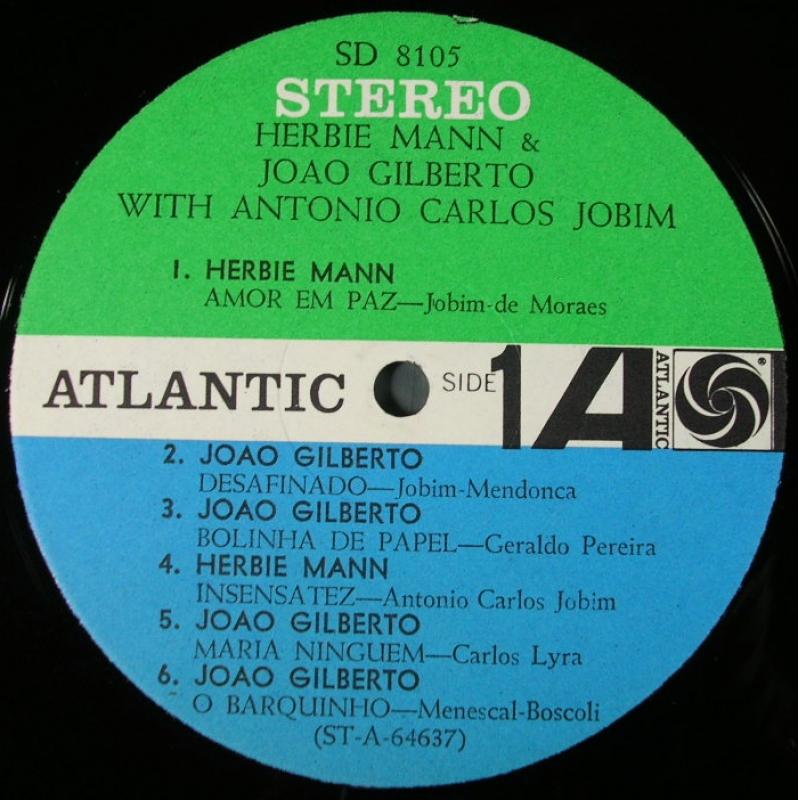 SD 8105
STEREO
HERBIE MANN &
JOAO GILBERTO
WITH ANTONIO CARLOS JOBIM
1. HERBIE MANN
AMOR EM PAZ—Jobim-de Moraes
ATLANTIC SIDE 1 A ATLANTIC ®
2. JOAO GILBERTO
DESAFINADO—Jobim-Mendonca
3. JOAO GILBERTO
BOLINHA DE PAPEL—Geraldo Pereira
4. HERBIE MANN
INSENSATEZ—Antonio Carlos Jobim
5. JOAO GILBERTO
MARIA NINGUEM—Carlos Lyra
6. JOAO GILBERTO
O BARQUINHO—Menescal-Boscoli
(ST-A-64637)